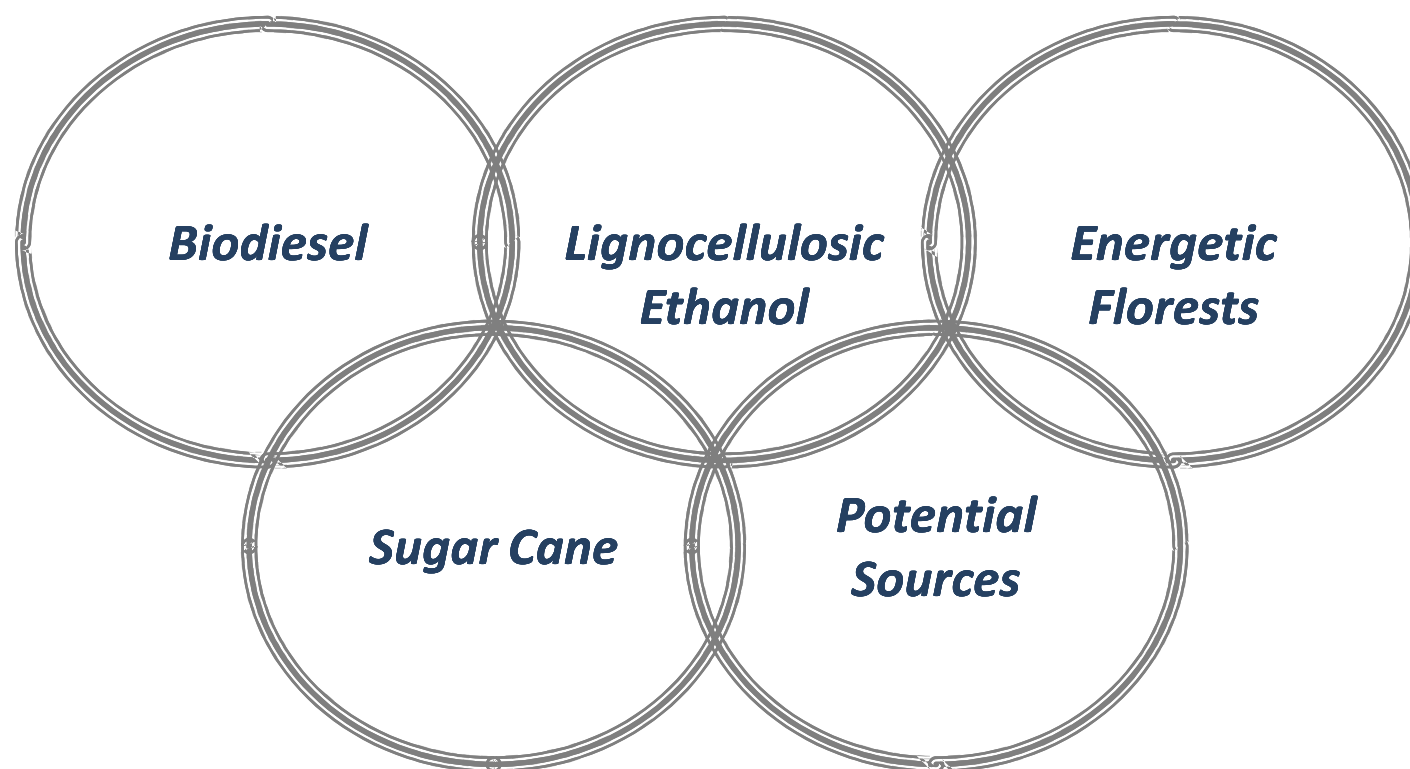 Biodiesel
Lignocellulosic
Ethanol
Energetic
Florests
Sugar Cane
Potential
Sources